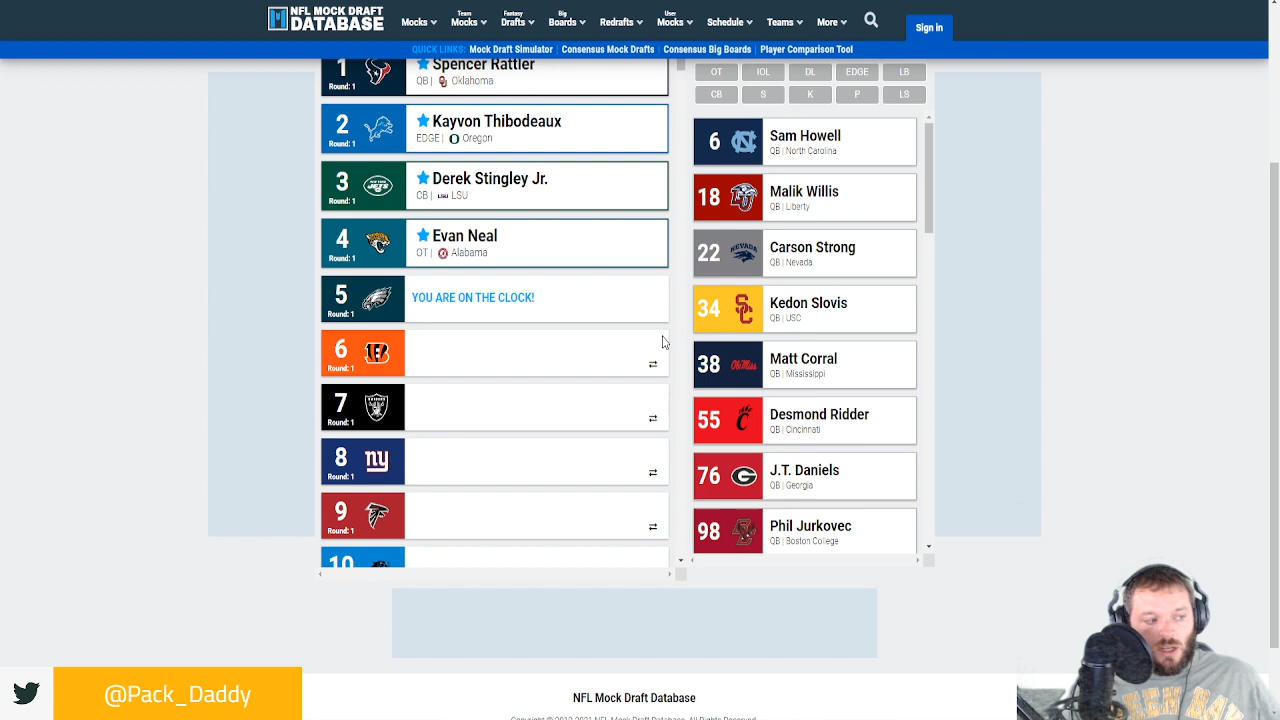 NFL MOCK DRAFT
DATABASE
Mocks
Team
Mocks
Fantasy
Drafts
Big
Boards
Redrafts
User
Mocks
Schedule
Teams
More
Sign in
QUICK LINKS: Mock Draft Simulator | Consensus Mock Drafts | Consensus Big Boards | Player Comparison Tool
1
Round: 1
Spencer Rattler
QB | Oklahoma
2
Round: 1
Kayvon Thibodeaux
EDGE | Oregon
3
Round: 1
Derek Stingley Jr.
CB | LSU LSU
4
Round: 1
Evan Neal
OT | Alabama
5
Round: 1
YOU ARE ON THE CLOCK!
6
Round: 1
7
Round: 1
8
ny
Round: 1
9
Round: 1
10
OT IOL DL EDGE LB
CB S K P LS
6
Sam Howell
QB | North Carolina
18
Malik Willis
QB | Liberty
22
NEVADA
Carson Strong
QB | Nevada
34
SC
Kedon Slovis
QB | USC
38
Ole Miss
Matt Corral
QB | Mississippi
55
Desmond Ridder
QB | Cincinnati
76
G
J.T. Daniels
QB | Georgia
98
Phil Jurkovec
QB | Boston College
NFL Mock Draft Database
@Pack_Daddy